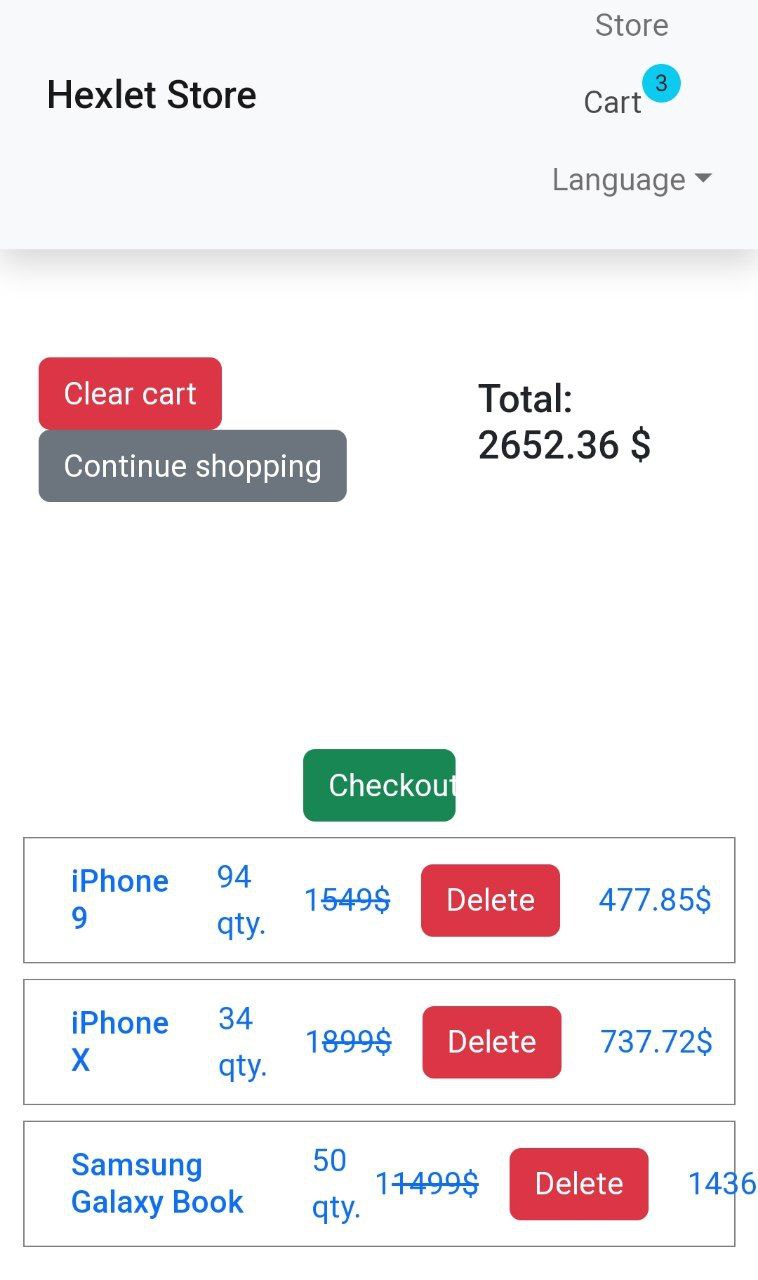 Store
Hexlet Store
Cart 3
Language
Clear cart
Total:
2652.36 $
Continue shopping
Checkout
iPhone
9
94
qty.
1549$
Delete
477.85$
iPhone
X
34
qty.
1899$
Delete
737.72$
Samsung
Galaxy Book
50
qty.
11499$
Delete
1436